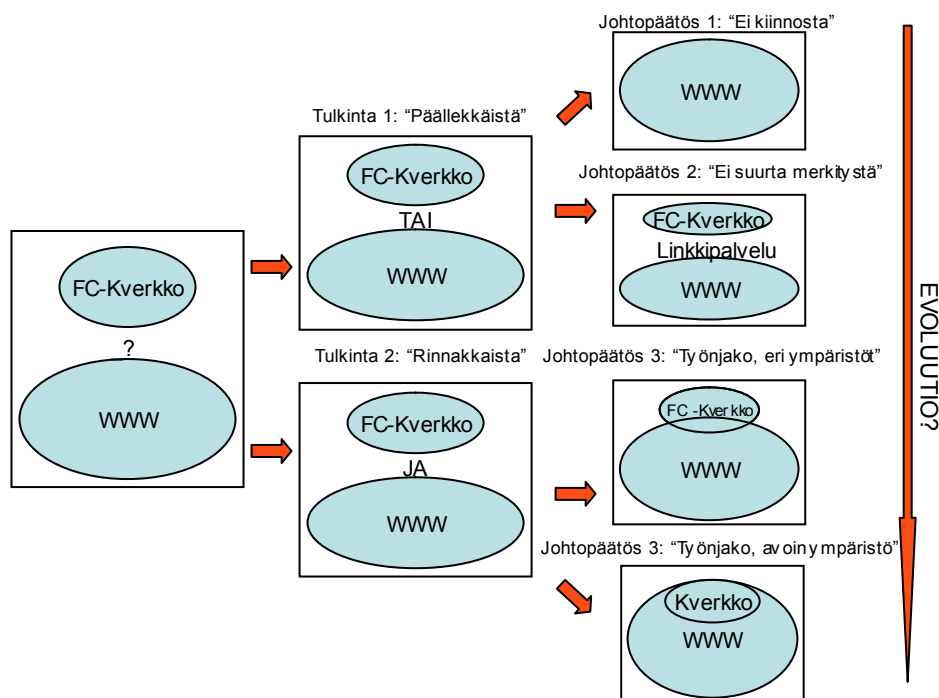 Johtopäätös 1: “Ei kiinnosta”
WWW
Tulkinta 1: “Päällekkäistä”
FC-Kverkko
TAI
WWW
Johtopäätös 2: “Ei suurta merkitystä”
FC-Kverkko
Linkkipalvelu
WWW
FC-Kverkko
?
WWW
Tulkinta 2: “Rinnakkaista”
FC-Kverkko
JA
WWW
Johtopäätös 3: “Työnjako, eri ympäristöt”
FC -Kverkko
WWW
Johtopäätös 3: “Työnjako, avoin ympäristö”
Kverkko
WWW
EVOLUUTIO?